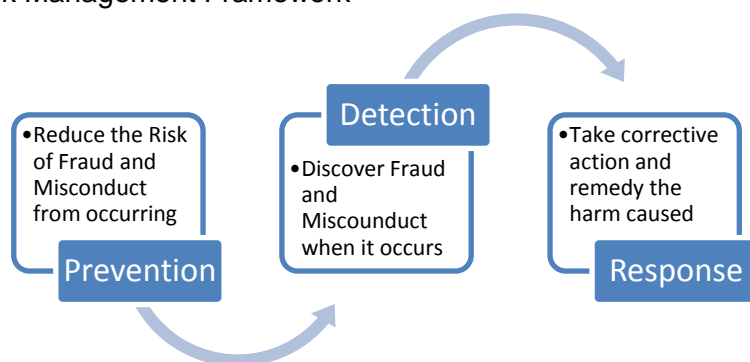 k Management Framework
•Reduce the Risk
of Fraud and
Misconduct
from occurring
Prevention
Detection
•Discover Fraud
and
Miscounduct
when it occurs
•Take corrective
action and
remedy the
harm caused
Response